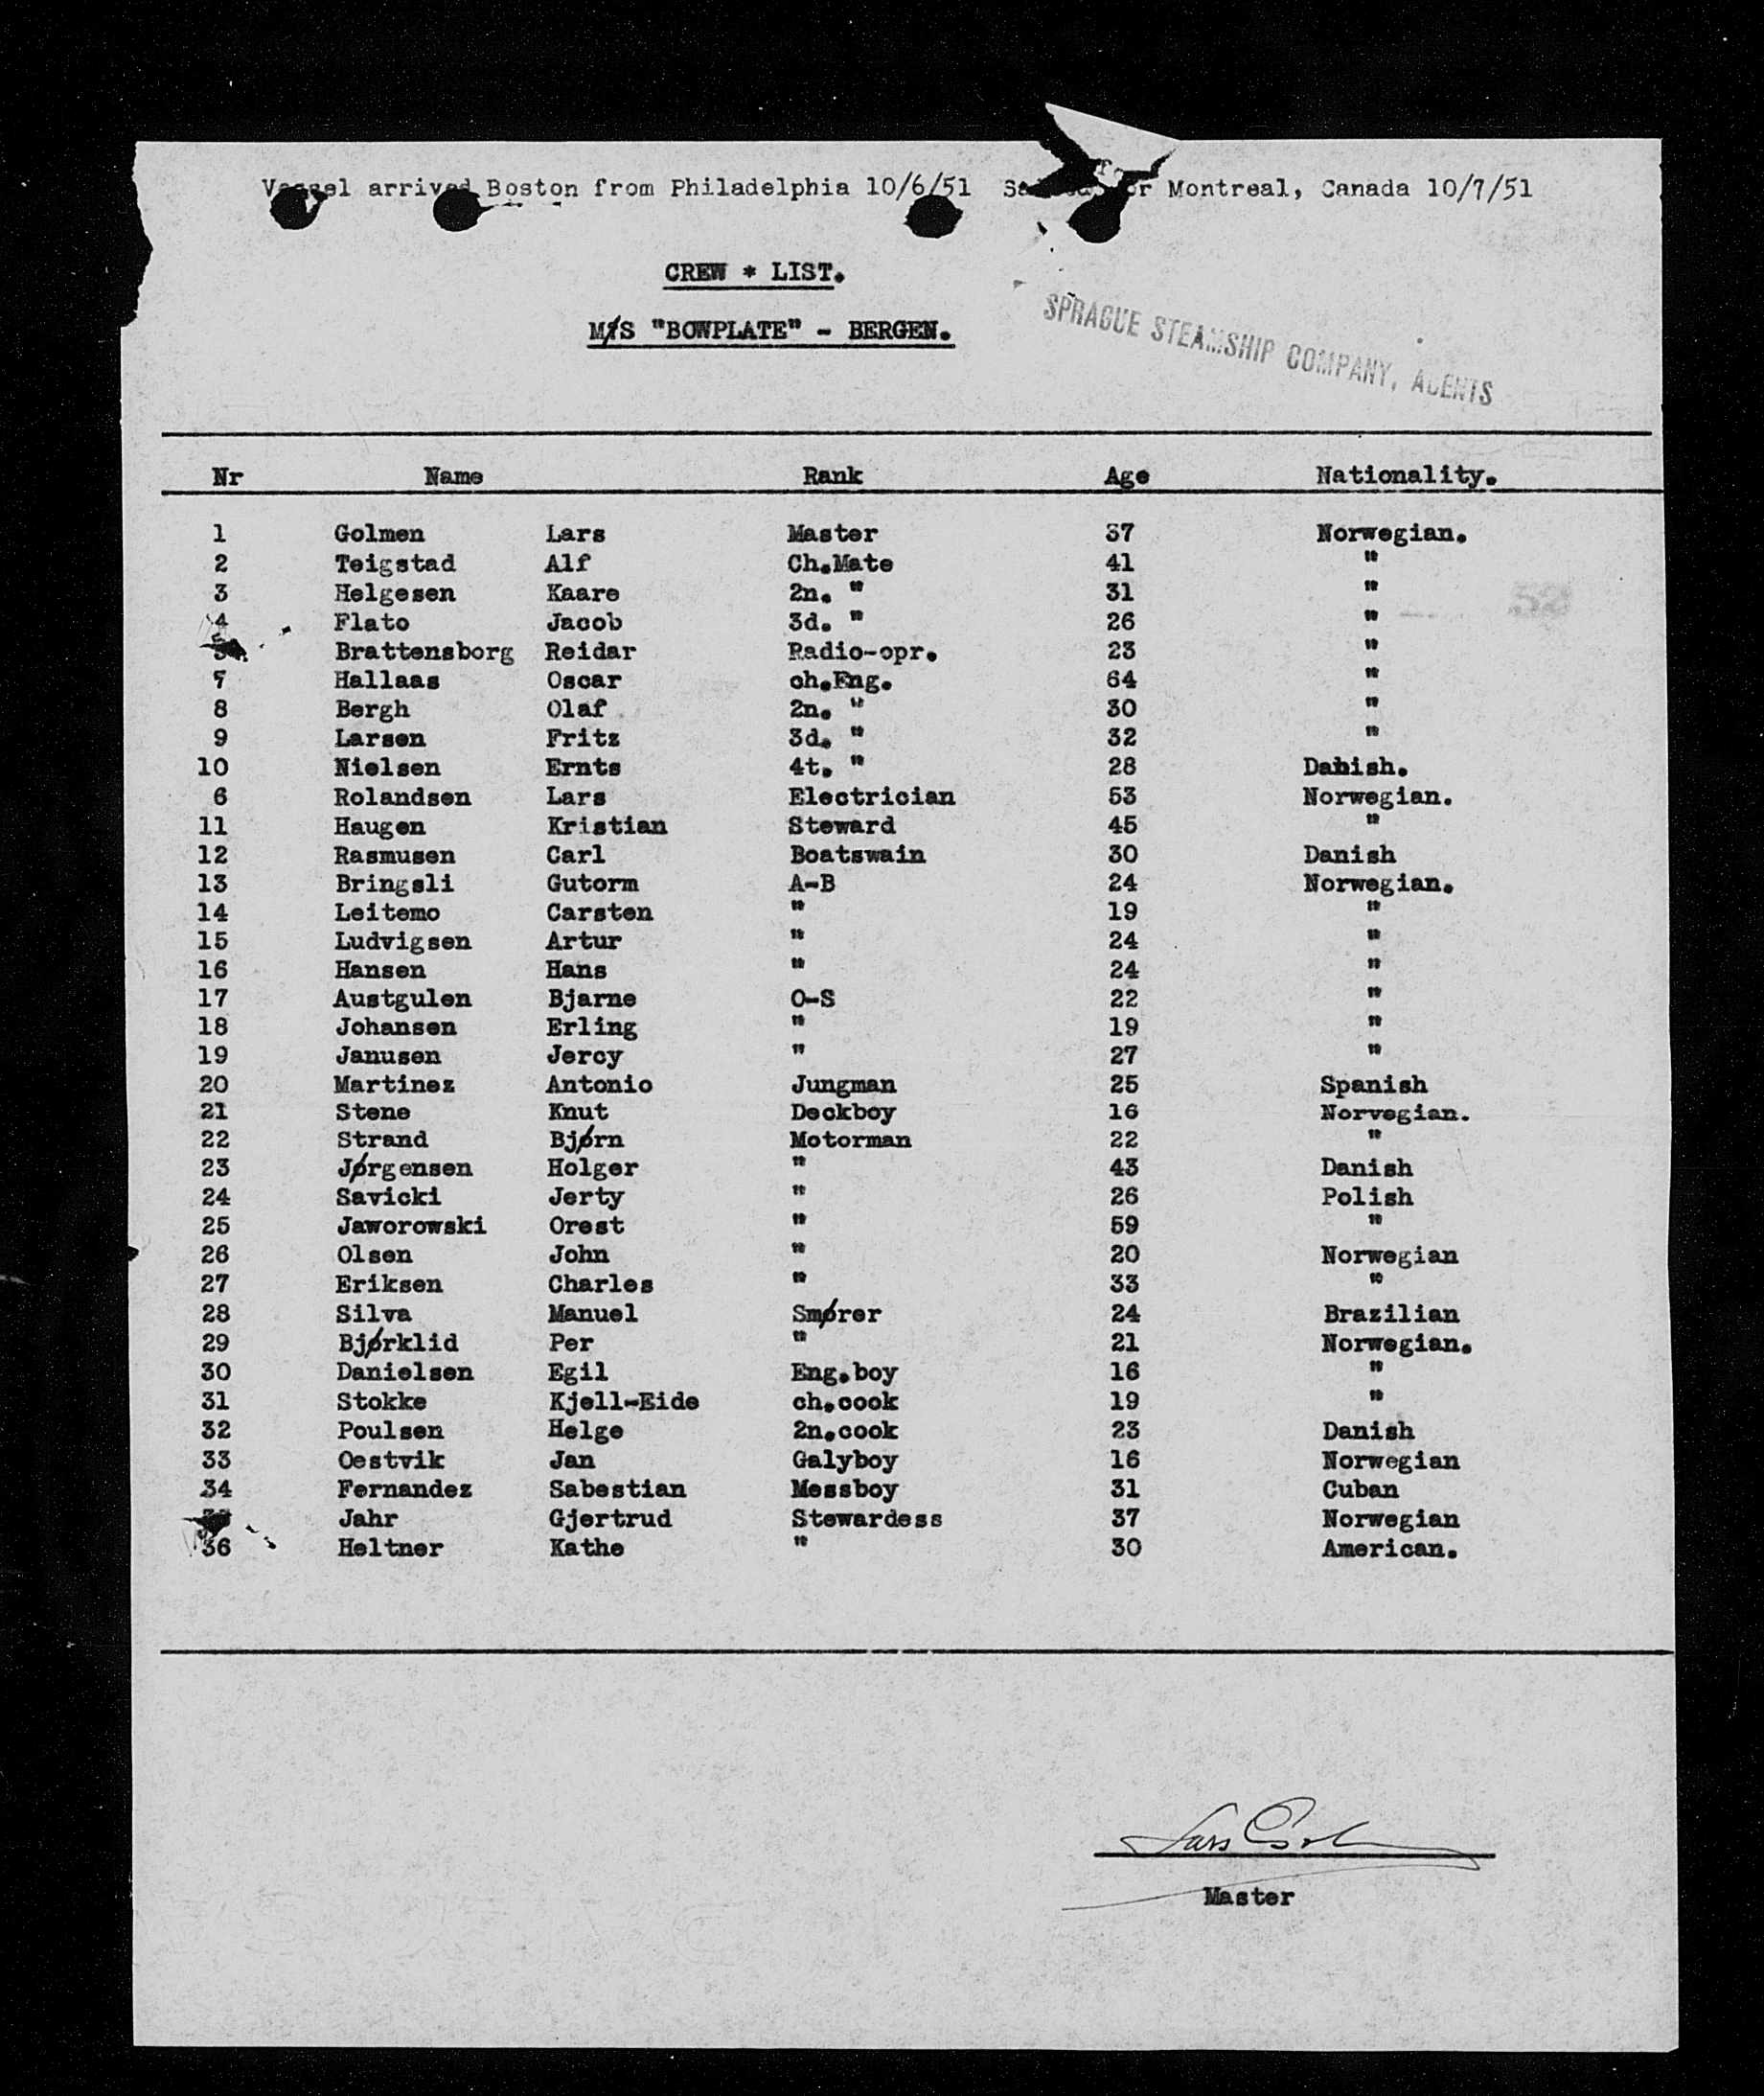 Vessel arrived Boston from Philadelphia 10/6/51 Montreal, Canada 10/7/51
CREW * LIST.
M/S "BOWPLATE" - BERGEN.
SPRAGUE STEAMSHIP COMPANY, AGENTS
Nr Name Rank Age Nationality.
1 Golmen Lars Master 37 Norwegian.
2 Teigstad Alf Ch.Mate 41 "
3 Helgesen Kaare 2n. " 31 "
4 Flato Jacob 3d. " 26 "
5 Brattensborg Reidar Radio-opr. 23 "
7 Hallaas Oscar ch.Eng. 64 "
8 Bergh Olaf 2n. " 30 "
9 Larsen Fritz 3d. " 32 "
10 Nielsen Ernts 4t. " 28 Danish.
6 Rolandsen Lars Electrician 53 Norwegian.
11 Haugen Kristian Steward 45 "
12 Rasmusen Carl Boatswain 30 Danish
13 Bringsli Gutorm A-B 24 Norwegian.
14 Leitemo Carsten " 19 "
15 Ludvigsen Artur " 24 "
16 Hansen Hans " 24 "
17 Austgulen Bjarne O-S 22 "
18 Johansen Erling " 19 "
19 Janusen Jercy " 27 "
20 Martinez Antonio Jungman 25 Spanish
21 Stene Knut Deckboy 16 Norvegian.
22 Strand Bjørn Motorman 22 "
23 Jørgensen Holger " 43 Danish
24 Savicki Jerty " 26 Polish
25 Jaworowski Orest " 59 "
26 Olsen John " 20 Norwegian
27 Eriksen Charles " 33 "
28 Silva Manuel Smører 24 Brazilian
29 Bjørklid Per " 21 Norwegian.
30 Danielsen Egil Eng.boy 16 "
31 Stokke Kjell-Eide ch.cook 19 "
32 Poulsen Helge 2n.cook 23 Danish
33 Oestvik Jan Galyboy 16 Norwegian
34 Fernandez Sabestian Messboy 31 Cuban
Jahr Gjertrud Stewardess 37 Norwegian
36 Heltner Kathe " 30 American.
Lars Golmen
Master